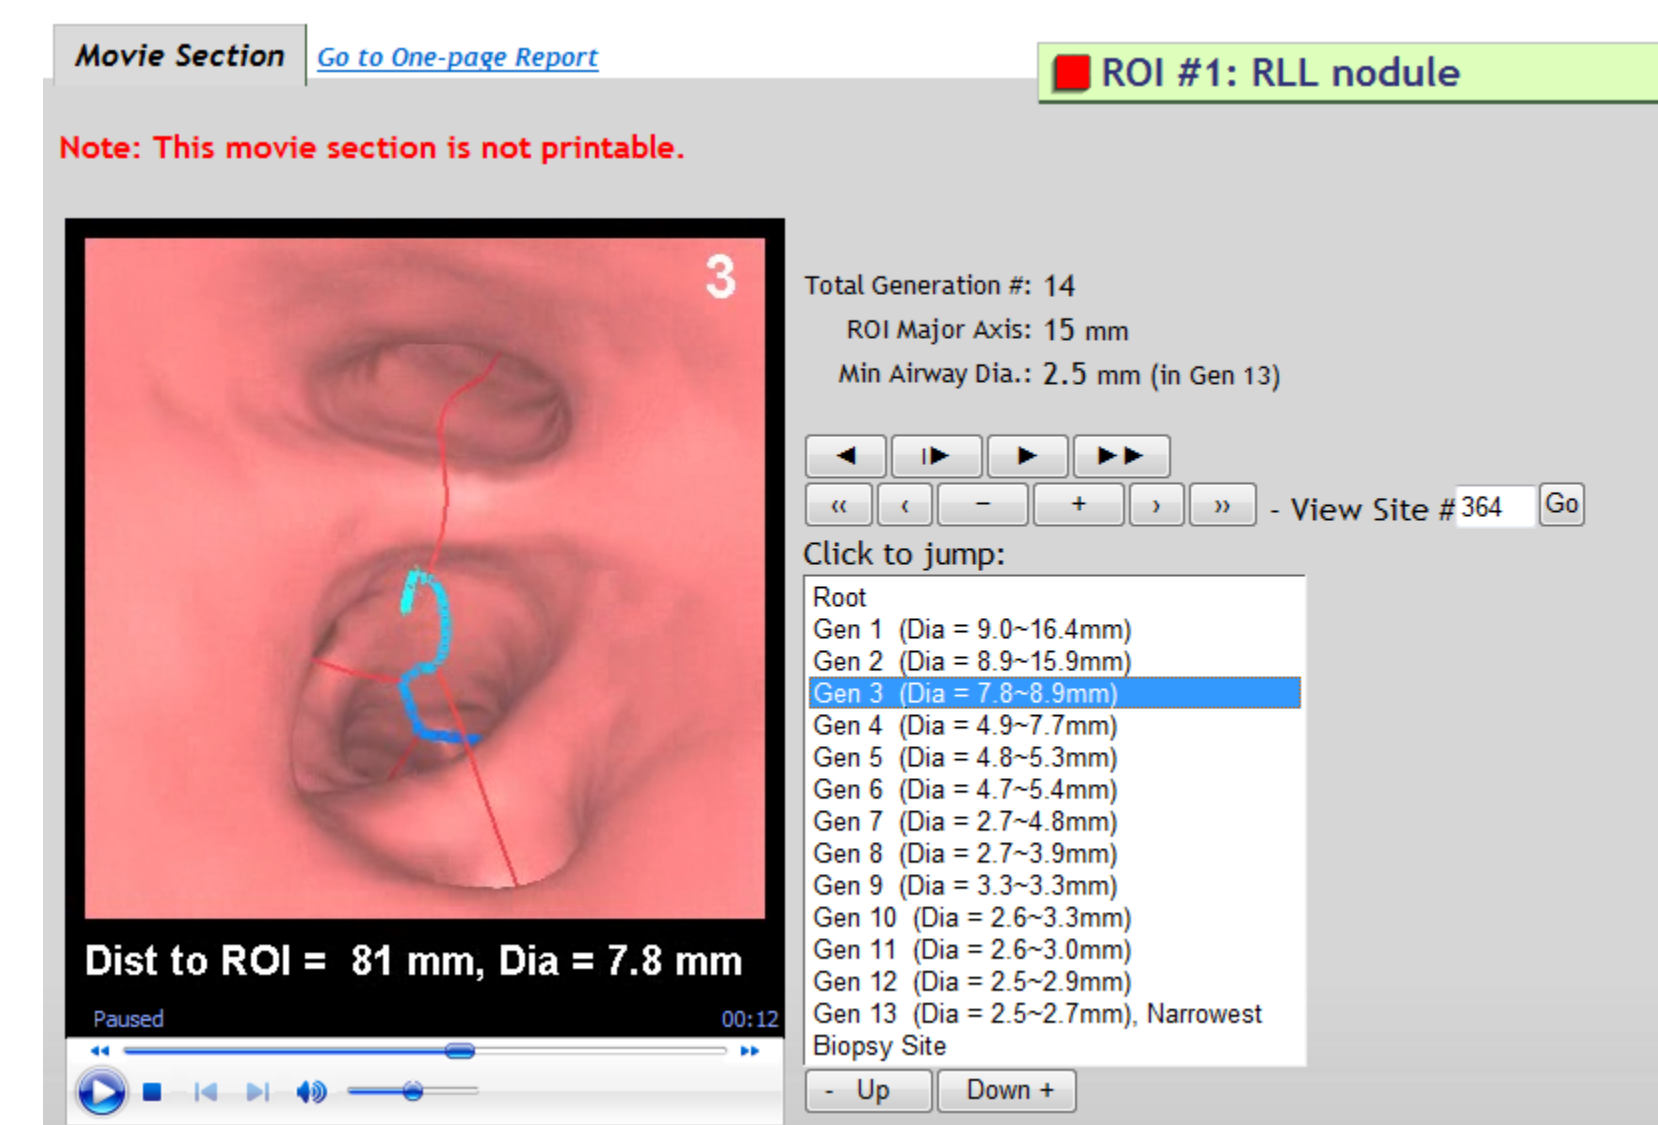 Movie Section Go to One-page Report
ROI #1: RLL nodule
Note: This movie section is not printable.
3
Dist to ROI = 81 mm, Dia = 7.8 mm
Paused 00:12
Total Generation #: 14
ROI Major Axis: 15 mm
Min Airway Dia.: 2.5 mm (in Gen 13)
‹‹ ‹ − + › ›› - View Site # 364 Go
Click to jump:
Root
Gen 1 (Dia = 9.0~16.4mm)
Gen 2 (Dia = 8.9~15.9mm)
Gen 3 (Dia = 7.8~8.9mm)
Gen 4 (Dia = 4.9~7.7mm)
Gen 5 (Dia = 4.8~5.3mm)
Gen 6 (Dia = 4.7~5.4mm)
Gen 7 (Dia = 2.7~4.8mm)
Gen 8 (Dia = 2.7~3.9mm)
Gen 9 (Dia = 3.3~3.3mm)
Gen 10 (Dia = 2.6~3.3mm)
Gen 11 (Dia = 2.6~3.0mm)
Gen 12 (Dia = 2.5~2.9mm)
Gen 13 (Dia = 2.5~2.7mm), Narrowest
Biopsy Site
- Up Down +